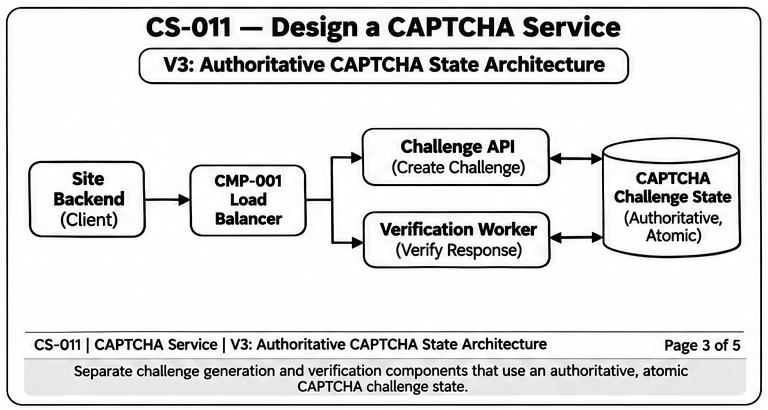 CS-011 — Design a CAPTCHA Service
V3: Authoritative CAPTCHA State Architecture
Site
Backend
(Client)
CMP-001
Load
Balancer
Challenge API
(Create Challenge)
Verification Worker
(Verify Response)
CAPTCHA
Challenge State
(Authoritative,
Atomic)
CS-011 | CAPTCHA Service | V3: Authoritative CAPTCHA State Architecture
Page 3 of 5
Separate challenge generation and verification components that use an authoritative, atomic
CAPTCHA challenge state.